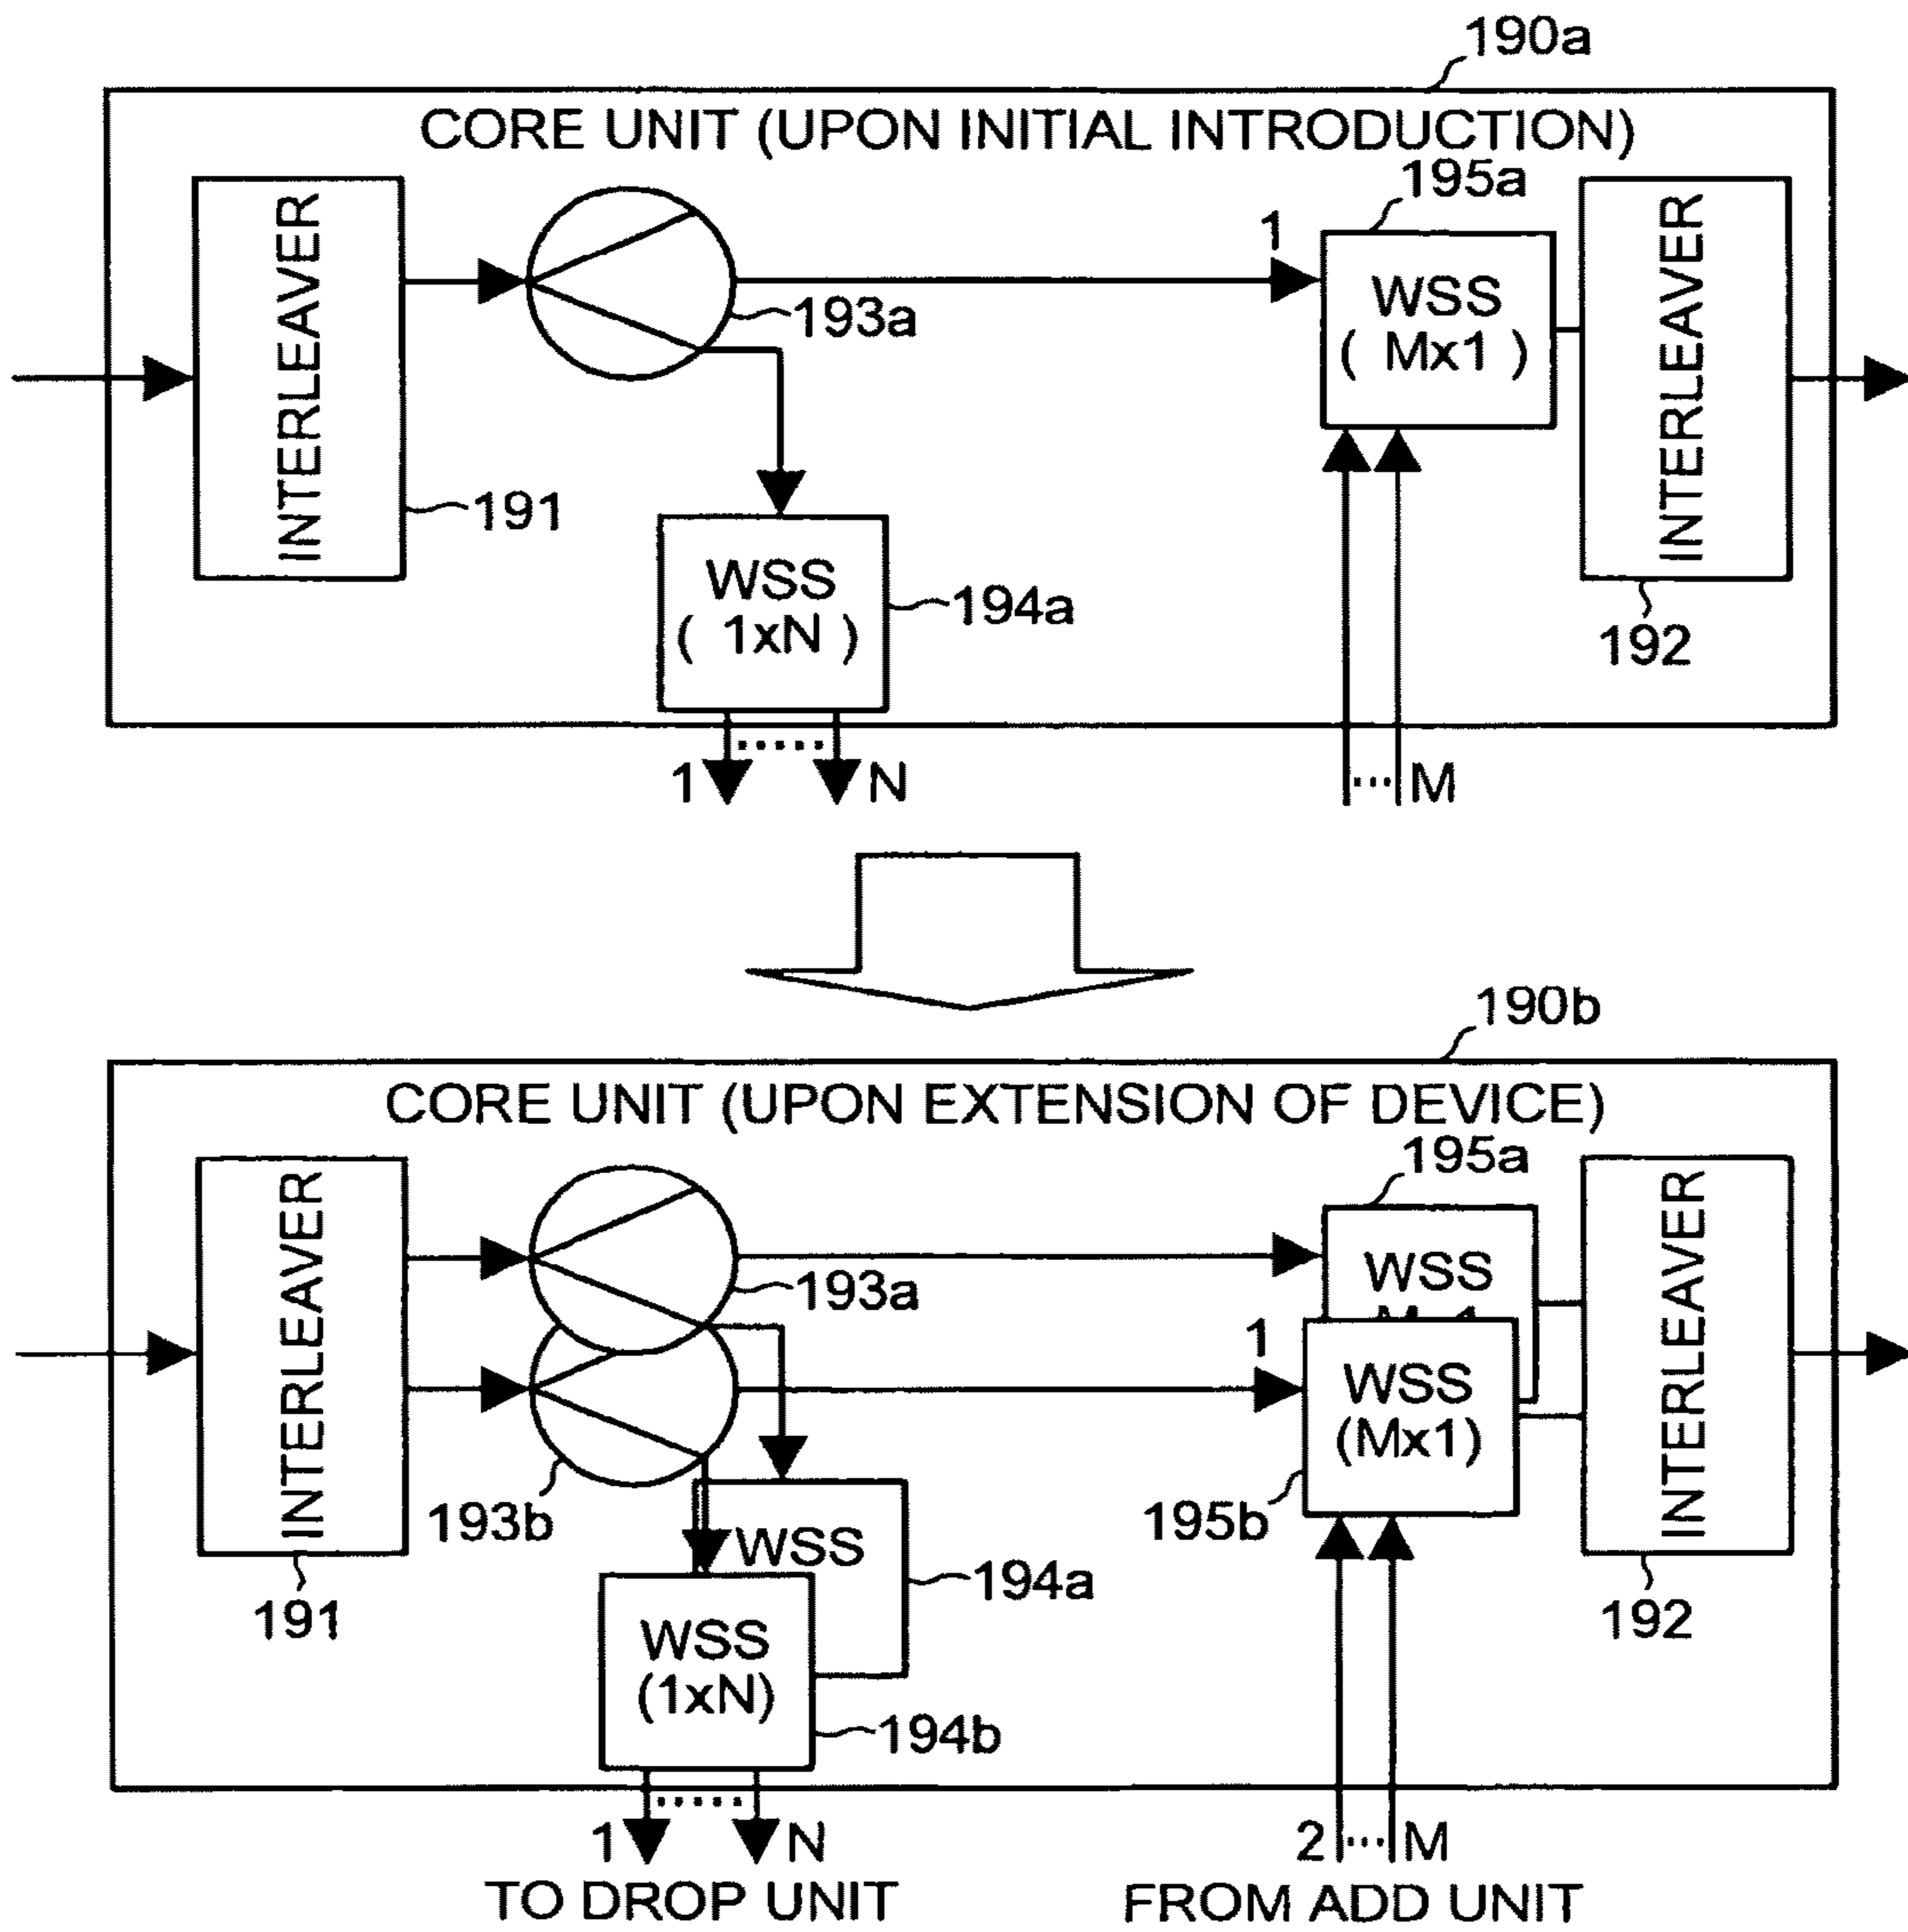 190a
CORE UNIT (UPON INITIAL INTRODUCTION)
195a
INTERLEAVER
193a
1
WSS
( Mx1 )
INTERLEAVER
191
WSS
( 1xN )
194a
192
1 ..... N
... M
190b
CORE UNIT (UPON EXTENSION OF DEVICE)
195a
INTERLEAVER
193a
WSS
1
WSS
(Mx1)
INTERLEAVER
193b
195b
WSS
194a
191
192
WSS
(1xN)
194b
1 ..... N
2 ... M
TO DROP UNIT
FROM ADD UNIT